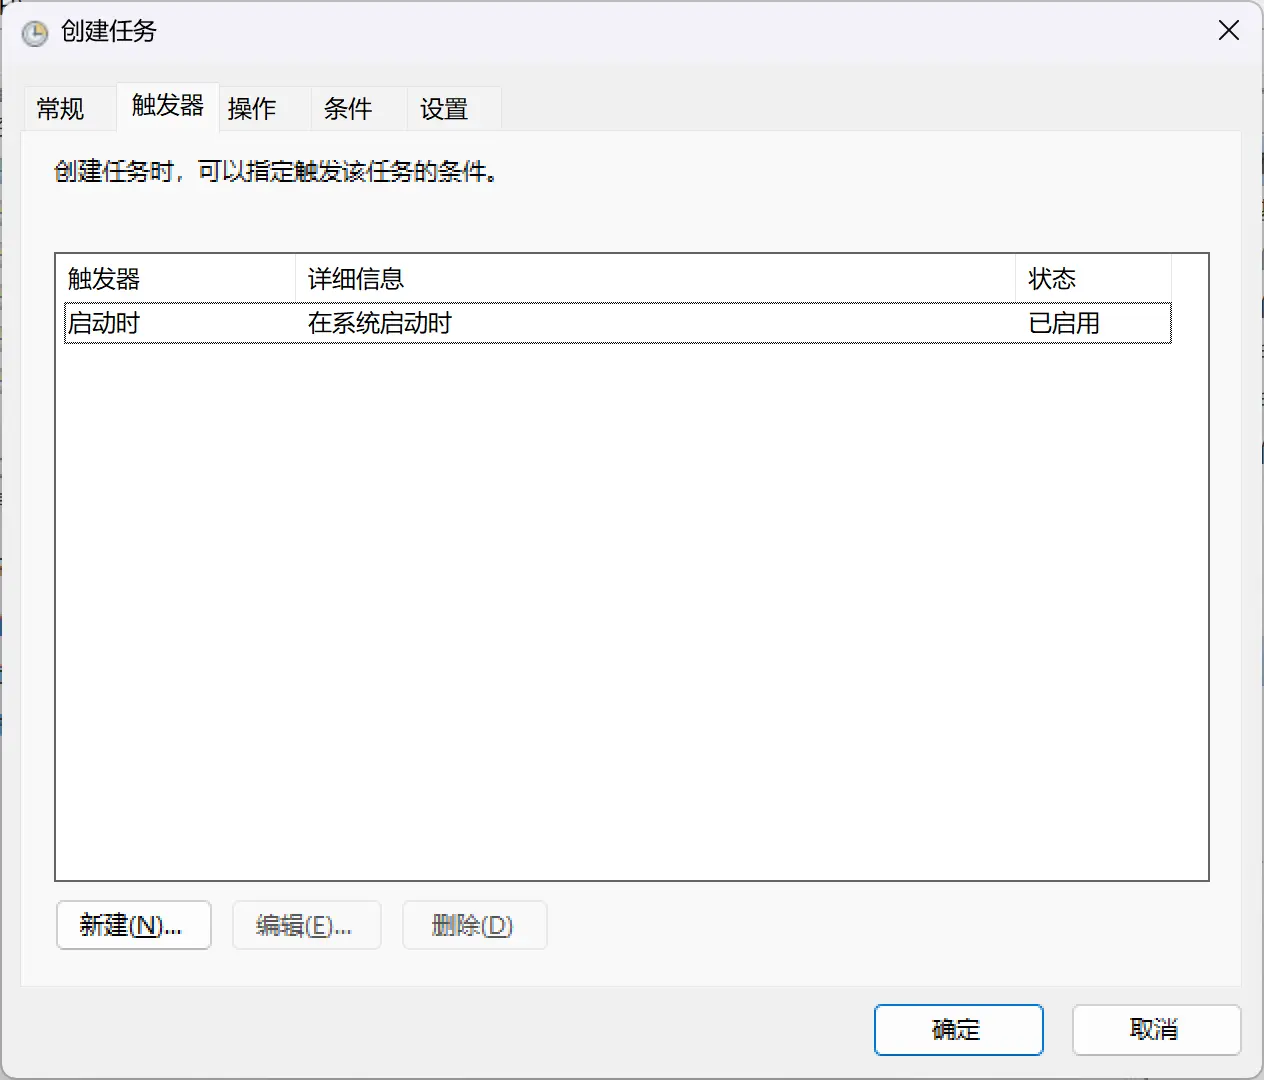 创建任务
常规 触发器 操作 条件 设置
创建任务时，可以指定触发该任务的条件。
触发器 详细信息 状态
启动时 在系统启动时 已启用
新建(N)... 编辑(E)... 删除(D)
确定 取消